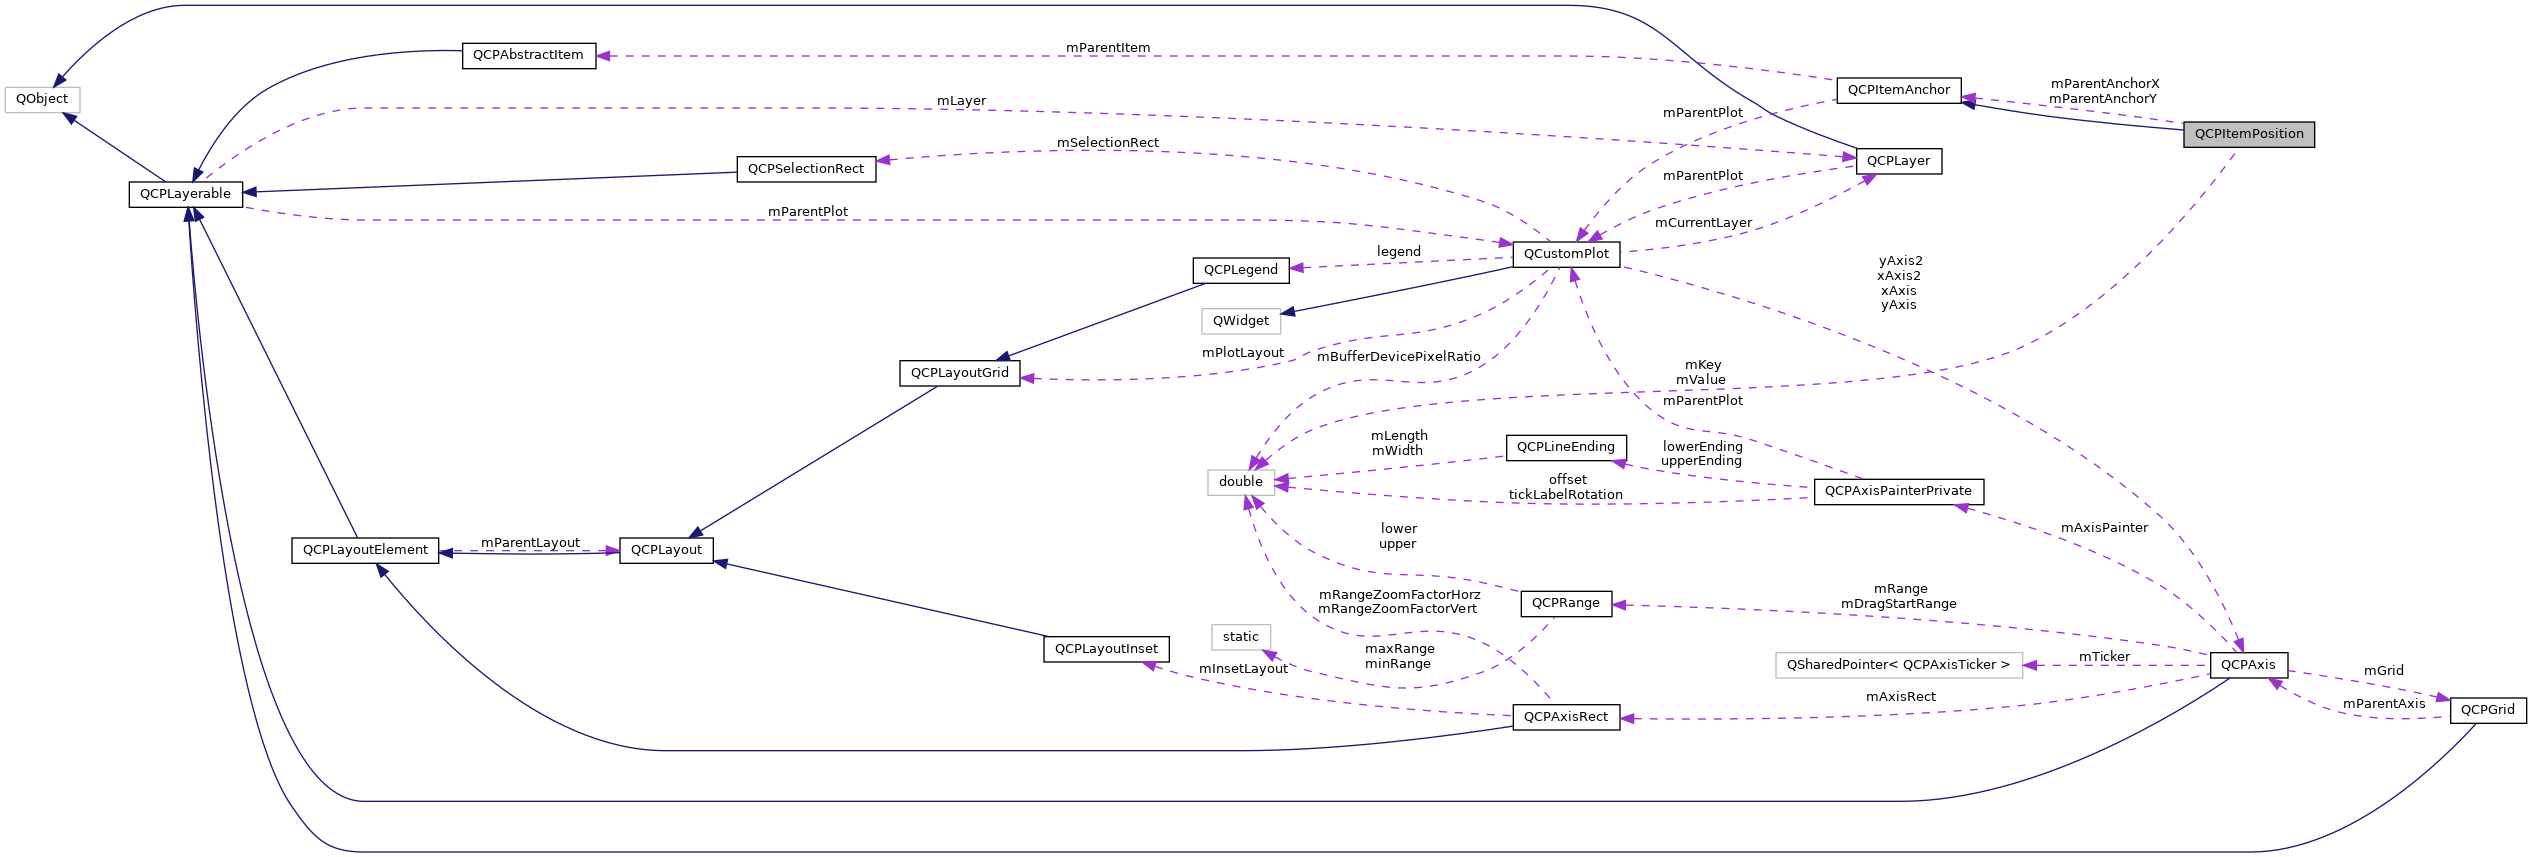 mParentItem
QCPAbstractItem
QObject
QCPItemAnchor
mParentAnchorX
mParentAnchorY
mLayer
mParentPlot
QCPItemPosition
mSelectionRect
QCPLayer
QCPSelectionRect
mParentPlot
QCPLayerable
mParentPlot
mCurrentLayer
legend
QCustomPlot
QCPLegend
yAxis2
xAxis2
xAxis
yAxis
QWidget
mPlotLayout
mBufferDevicePixelRatio
QCPLayoutGrid
mKey
mValue
mParentPlot
mLength
mWidth
QCPLineEnding
lowerEnding
upperEnding
double
offset
tickLabelRotation
QCPAxisPainterPrivate
lower
upper
mAxisPainter
QCPLayoutElement
mParentLayout
QCPLayout
mRangeZoomFactorHorz
mRangeZoomFactorVert
QCPRange
mRange
mDragStartRange
static
QCPLayoutInset
maxRange
minRange
mInsetLayout
QSharedPointer< QCPAxisTicker >
mTicker
QCPAxis
mGrid
mAxisRect
mParentAxis
QCPAxisRect
QCPGrid